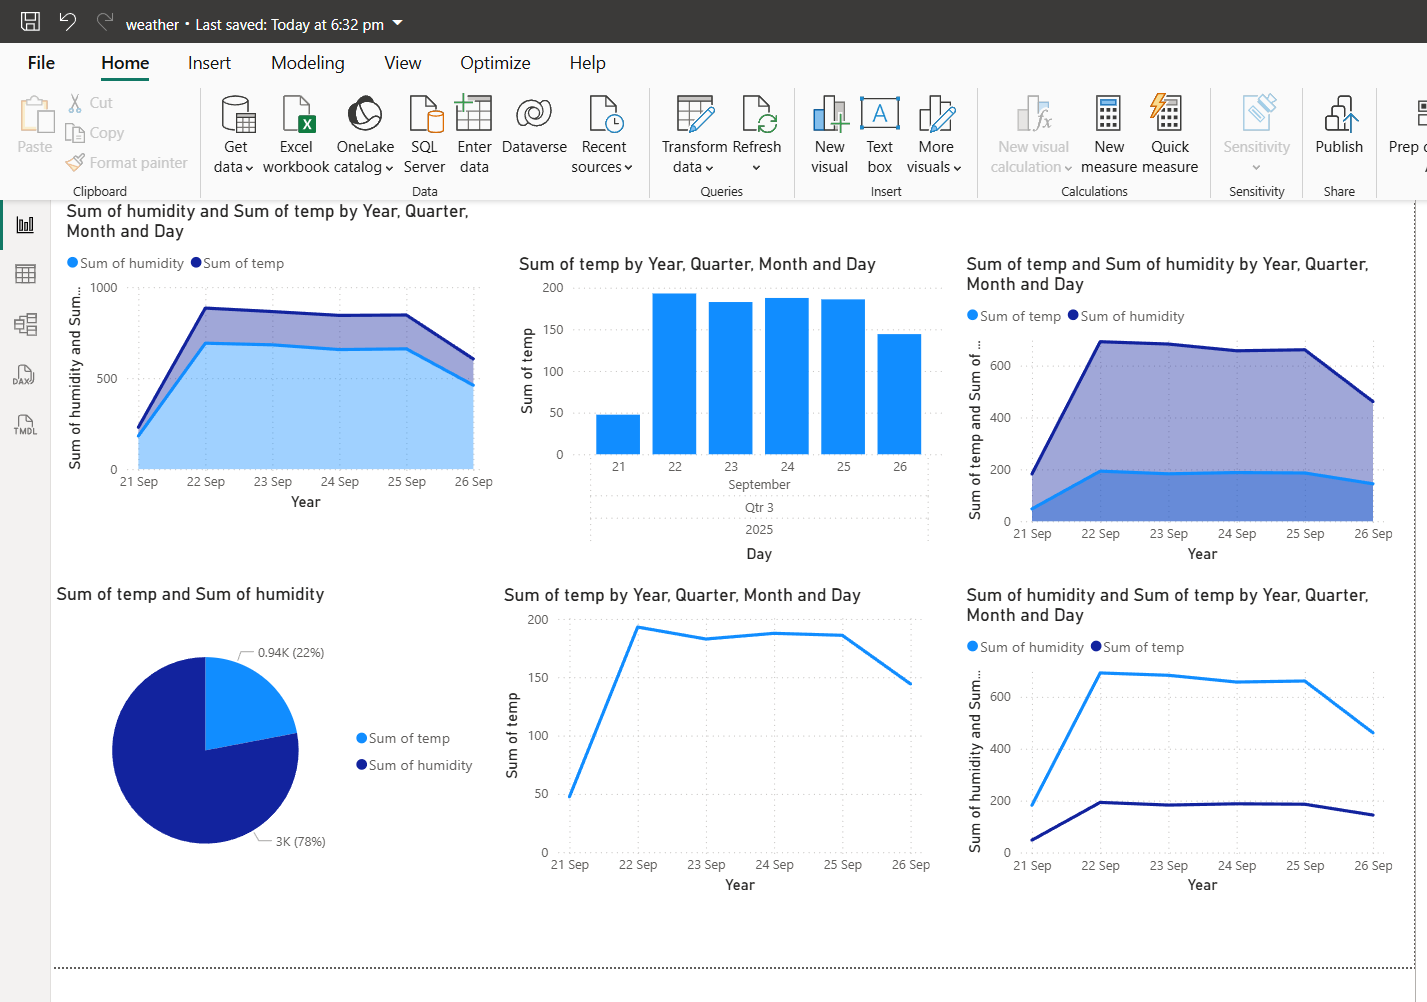 weather • Last saved: Today at 6:32 pm
File Home Insert Modeling View Optimize Help
Paste
Cut
Copy
Format painter
Clipboard
Get data
Excel workbook
OneLake catalog
SQL Server
Enter data
Dataverse
Recent sources
Data
Transform data
Refresh
Queries
New visual
Text box
More visuals
Insert
New visual calculation
New measure
Quick measure
Calculations
Sensitivity
Sensitivity
Publish
Share
Prep
DAX
TMDL
Sum of humidity and Sum of temp by Year, Quarter,
Month and Day
Sum of humidity Sum of temp
Sum of humidity and Sum...
1000
500
0
21 Sep 22 Sep 23 Sep 24 Sep 25 Sep 26 Sep
Year
Sum of temp by Year, Quarter, Month and Day
Sum of temp
200
150
100
50
0
21 22 23 24 25 26
September
Qtr 3
2025
Day
Sum of temp and Sum of humidity by Year, Quarter,
Month and Day
Sum of temp Sum of humidity
Sum of temp and Sum of ...
600
400
200
0
21 Sep 22 Sep 23 Sep 24 Sep 25 Sep 26 Sep
Year
Sum of temp and Sum of humidity
0.94K (22%)
3K (78%)
Sum of temp
Sum of humidity
Sum of temp by Year, Quarter, Month and Day
Sum of temp
200
150
100
50
0
21 Sep 22 Sep 23 Sep 24 Sep 25 Sep 26 Sep
Year
Sum of humidity and Sum of temp by Year, Quarter,
Month and Day
Sum of humidity Sum of temp
Sum of humidity and Sum...
600
400
200
0
21 Sep 22 Sep 23 Sep 24 Sep 25 Sep 26 Sep
Year